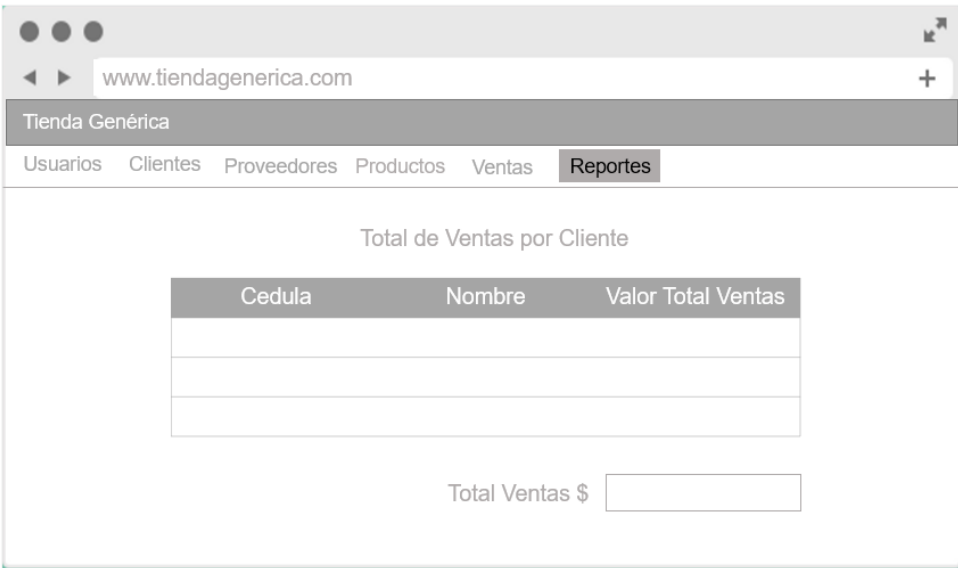 www.tiendagenerica.com
Tienda Genérica
Usuarios Clientes Proveedores Productos Ventas Reportes
Total de Ventas por Cliente
Cedula Nombre Valor Total Ventas
Total Ventas $